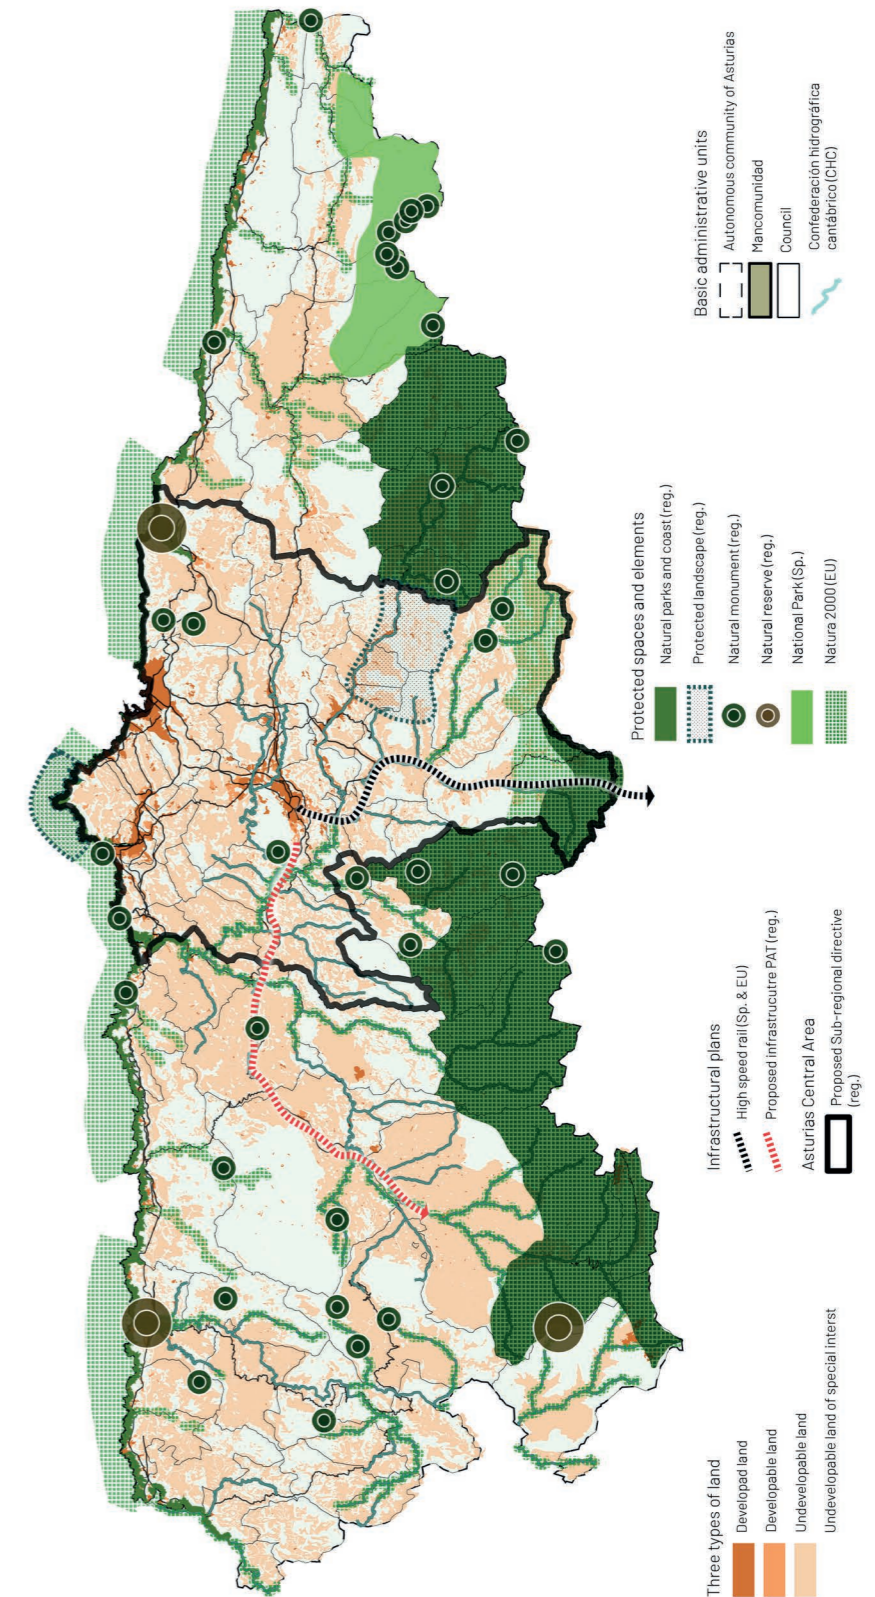 Three types of land
Developad land
Developable land
Undevelopable land
Undevelopable land of special interst
Infrastructural plans
High speed rail (Sp. & EU)
Proposed infrastrucutre PAT (reg.)
Asturias Central Area
Proposed Sub-regional directive
(reg.)
Protected spaces and elements
Natural parks and coast (reg.)
Protected landscape (reg.)
Natural monument (reg.)
Natural reserve (reg.)
National Park (Sp.)
Natura 2000 (EU)
Basic administrative units
Autonomous community of Asturias
Mancomunidad
Council
Confederación hidrográfica
cantábrico (CHC)